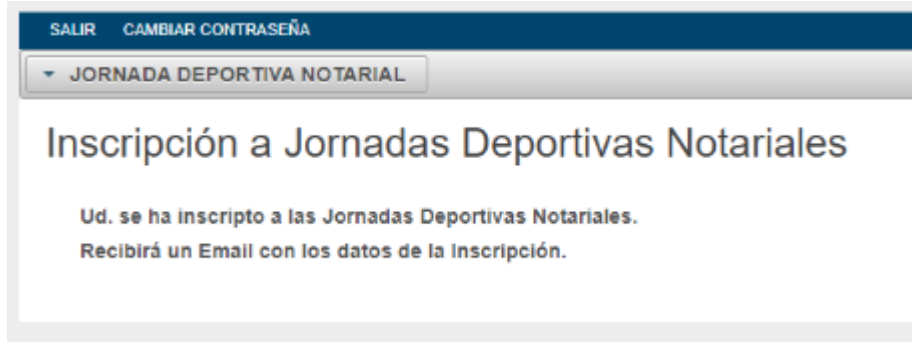 SALIR CAMBIAR CONTRASEÑA
JORNADA DEPORTIVA NOTARIAL
Inscripción a Jornadas Deportivas Notariales
Ud. se ha inscripto a las Jornadas Deportivas Notariales.
Recibirá un Email con los datos de la Inscripción.